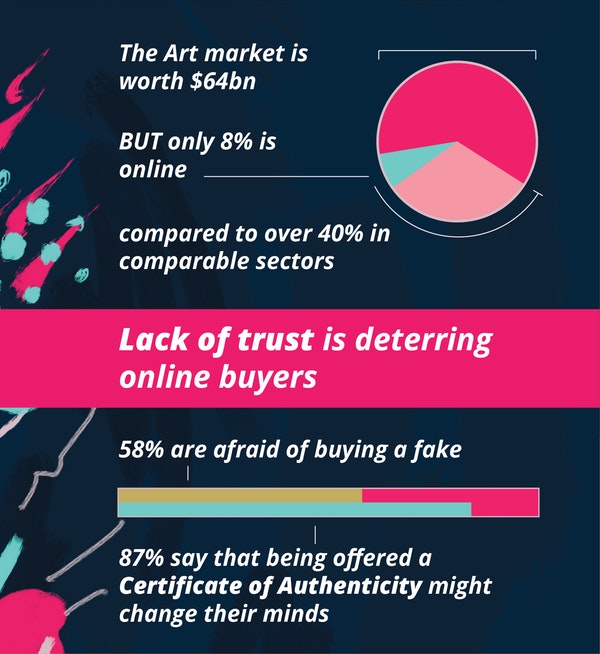 The Art market is
worth $64bn
BUT only 8% is
online
compared to over 40% in
comparable sectors
Lack of trust is deterring
online buyers
58% are afraid of buying a fake
87% say that being offered a
Certificate of Authenticity might
change their minds